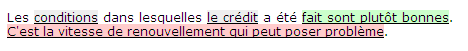 Les conditions dans lesquelles le crédit a été fait sont plutôt bonnes.
C'est la vitesse de renouvellement qui peut poser problème.